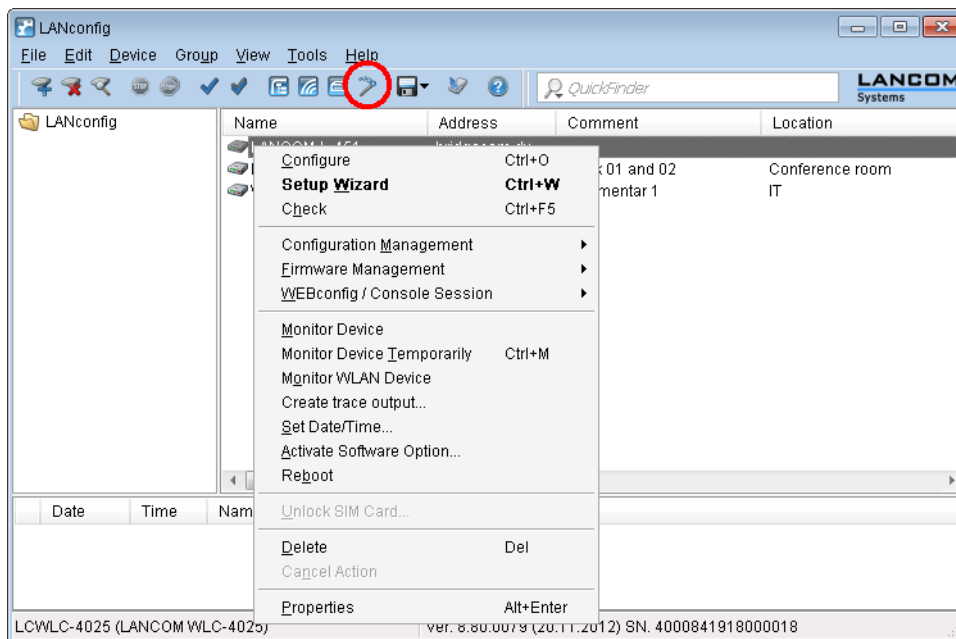 LANconfig
File Edit Device Group View Tools Help
QuickFinder
LANCOM
Systems
LANconfig
Name Address Comment Location
01 and 02 Conference room
mentar 1 IT
Configure Ctrl+O
Setup Wizard Ctrl+W
Check Ctrl+F5
Configuration Management
Firmware Management
WEBconfig / Console Session
Monitor Device
Monitor Device Temporarily Ctrl+M
Monitor WLAN Device
Create trace output...
Set Date/Time...
Activate Software Option...
Reboot
Unlock SIM Card...
Delete Del
Cancel Action
Properties Alt+Enter
Date Time Nam
LCWLC-4025 (LANCOM WLC-4025) Ver. 8.80.0079 (20.11.2012) SN. 4000841918000018